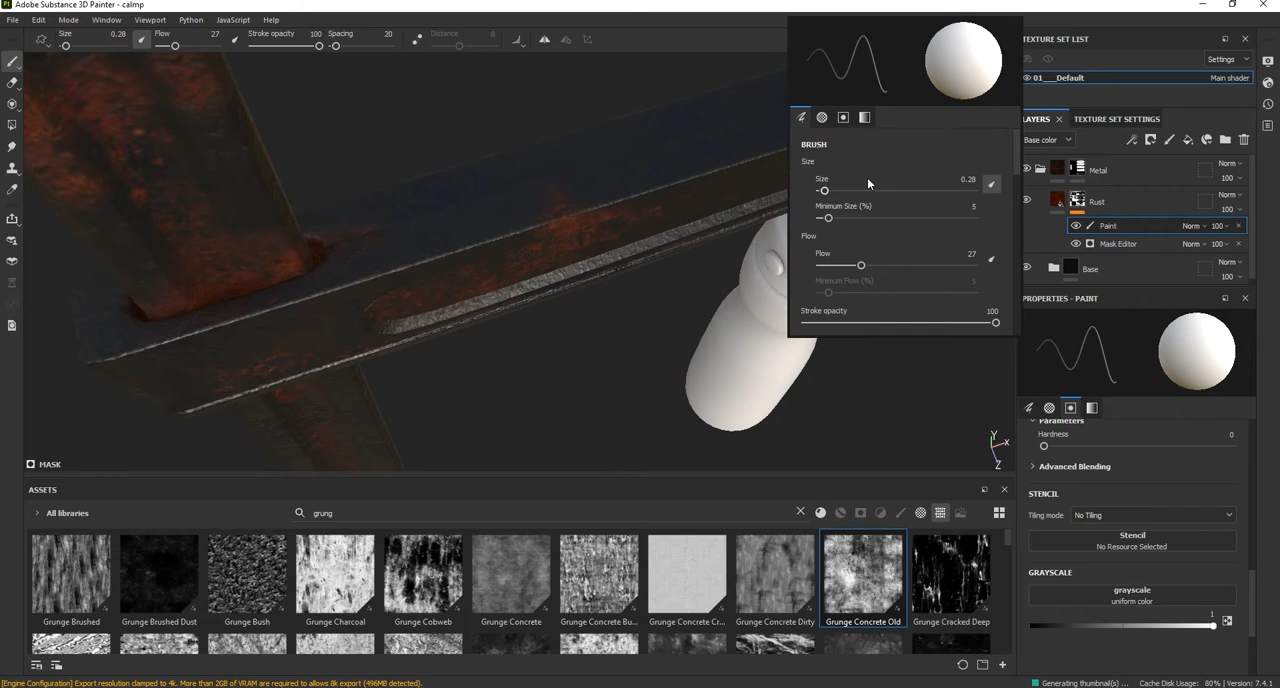 Adobe Substance 3D Painter - calmp
File Edit Mode Window Viewport Python JavaScript Help
Size 0.28 Flow 27 Stroke opacity 100 Spacing 20 Distance 8
BRUSH
Size
Size 0.28
Minimum Size (%) 5
Flow
Flow 27
Minimum Flow (%) 5
Stroke opacity 100
TEXTURE SET LIST
Settings
01___Default Main shader
LAYERS TEXTURE SET SETTINGS
Base color
Metal Norm 100
Rust Norm 100
Paint Norm 100
Mask Editor Norm 100
Base Norm 100
PROPERTIES - PAINT
Parameters
Hardness 0
Advanced Blending
STENCIL
Tiling mode No Tiling
Stencil
No Resource Selected
GRAYSCALE
grayscale
uniform color
1
Y
X
Z
MASK
ASSETS
All libraries grung
Grunge Brushed Grunge Brushed Dust Grunge Bush Grunge Charcoal Grunge Cobweb Grunge Concrete Grunge Concrete Bu... Grunge Concrete Cr... Grunge Concrete Dirty Grunge Concrete Old Grunge Cracked Deep
[Engine Configuration] Export resolution clamped to 4k. More than 2GB of VRAM are required to allows 8k export (496MB detected).
Generating thumbnail(s) ... Cache Disk Usage: 80% | Version: 7.4.1